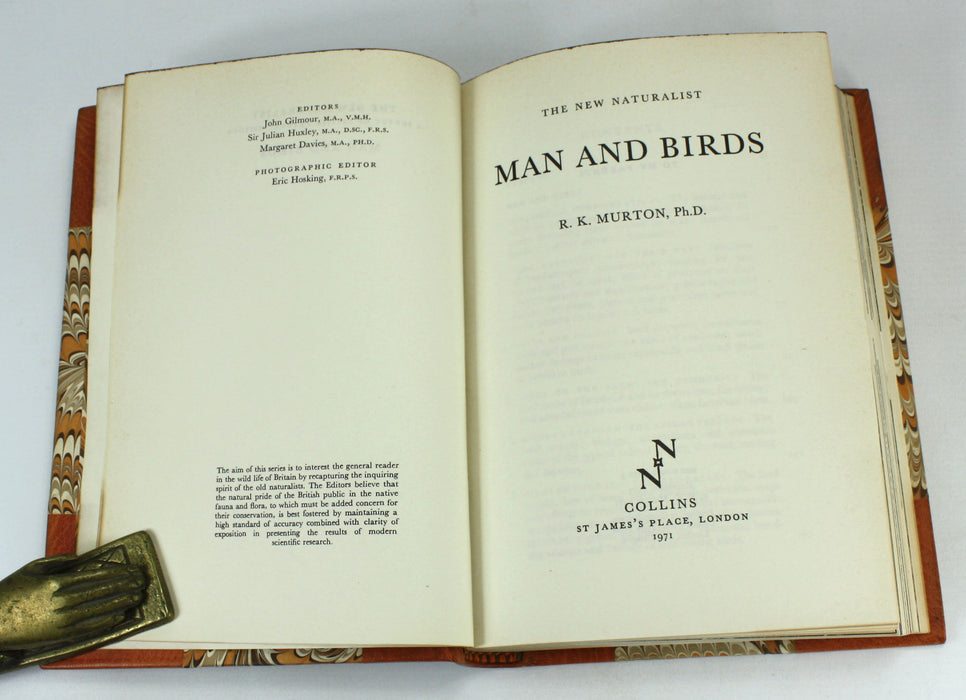 EDITORS
John Gilmour, M.A., V.M.H.
Sir Julian Huxley, M.A., D.SC., F.R.S.
Margaret Davies, M.A., PH.D.
PHOTOGRAPHIC EDITOR
Eric Hosking, F.R.P.S.
The aim of this series is to interest the general reader
in the wild life of Britain by recapturing the inquiring
spirit of the old naturalists. The Editors believe that
the natural pride of the British public in the native
fauna and flora, to which must be added concern for
their conservation, is best fostered by maintaining a
high standard of accuracy combined with clarity of
exposition in presenting the results of modern
scientific research.
THE NEW NATURALIST
MAN AND BIRDS
R. K. MURTON, Ph.D.
N
N
COLLINS
ST JAMES'S PLACE, LONDON
1971